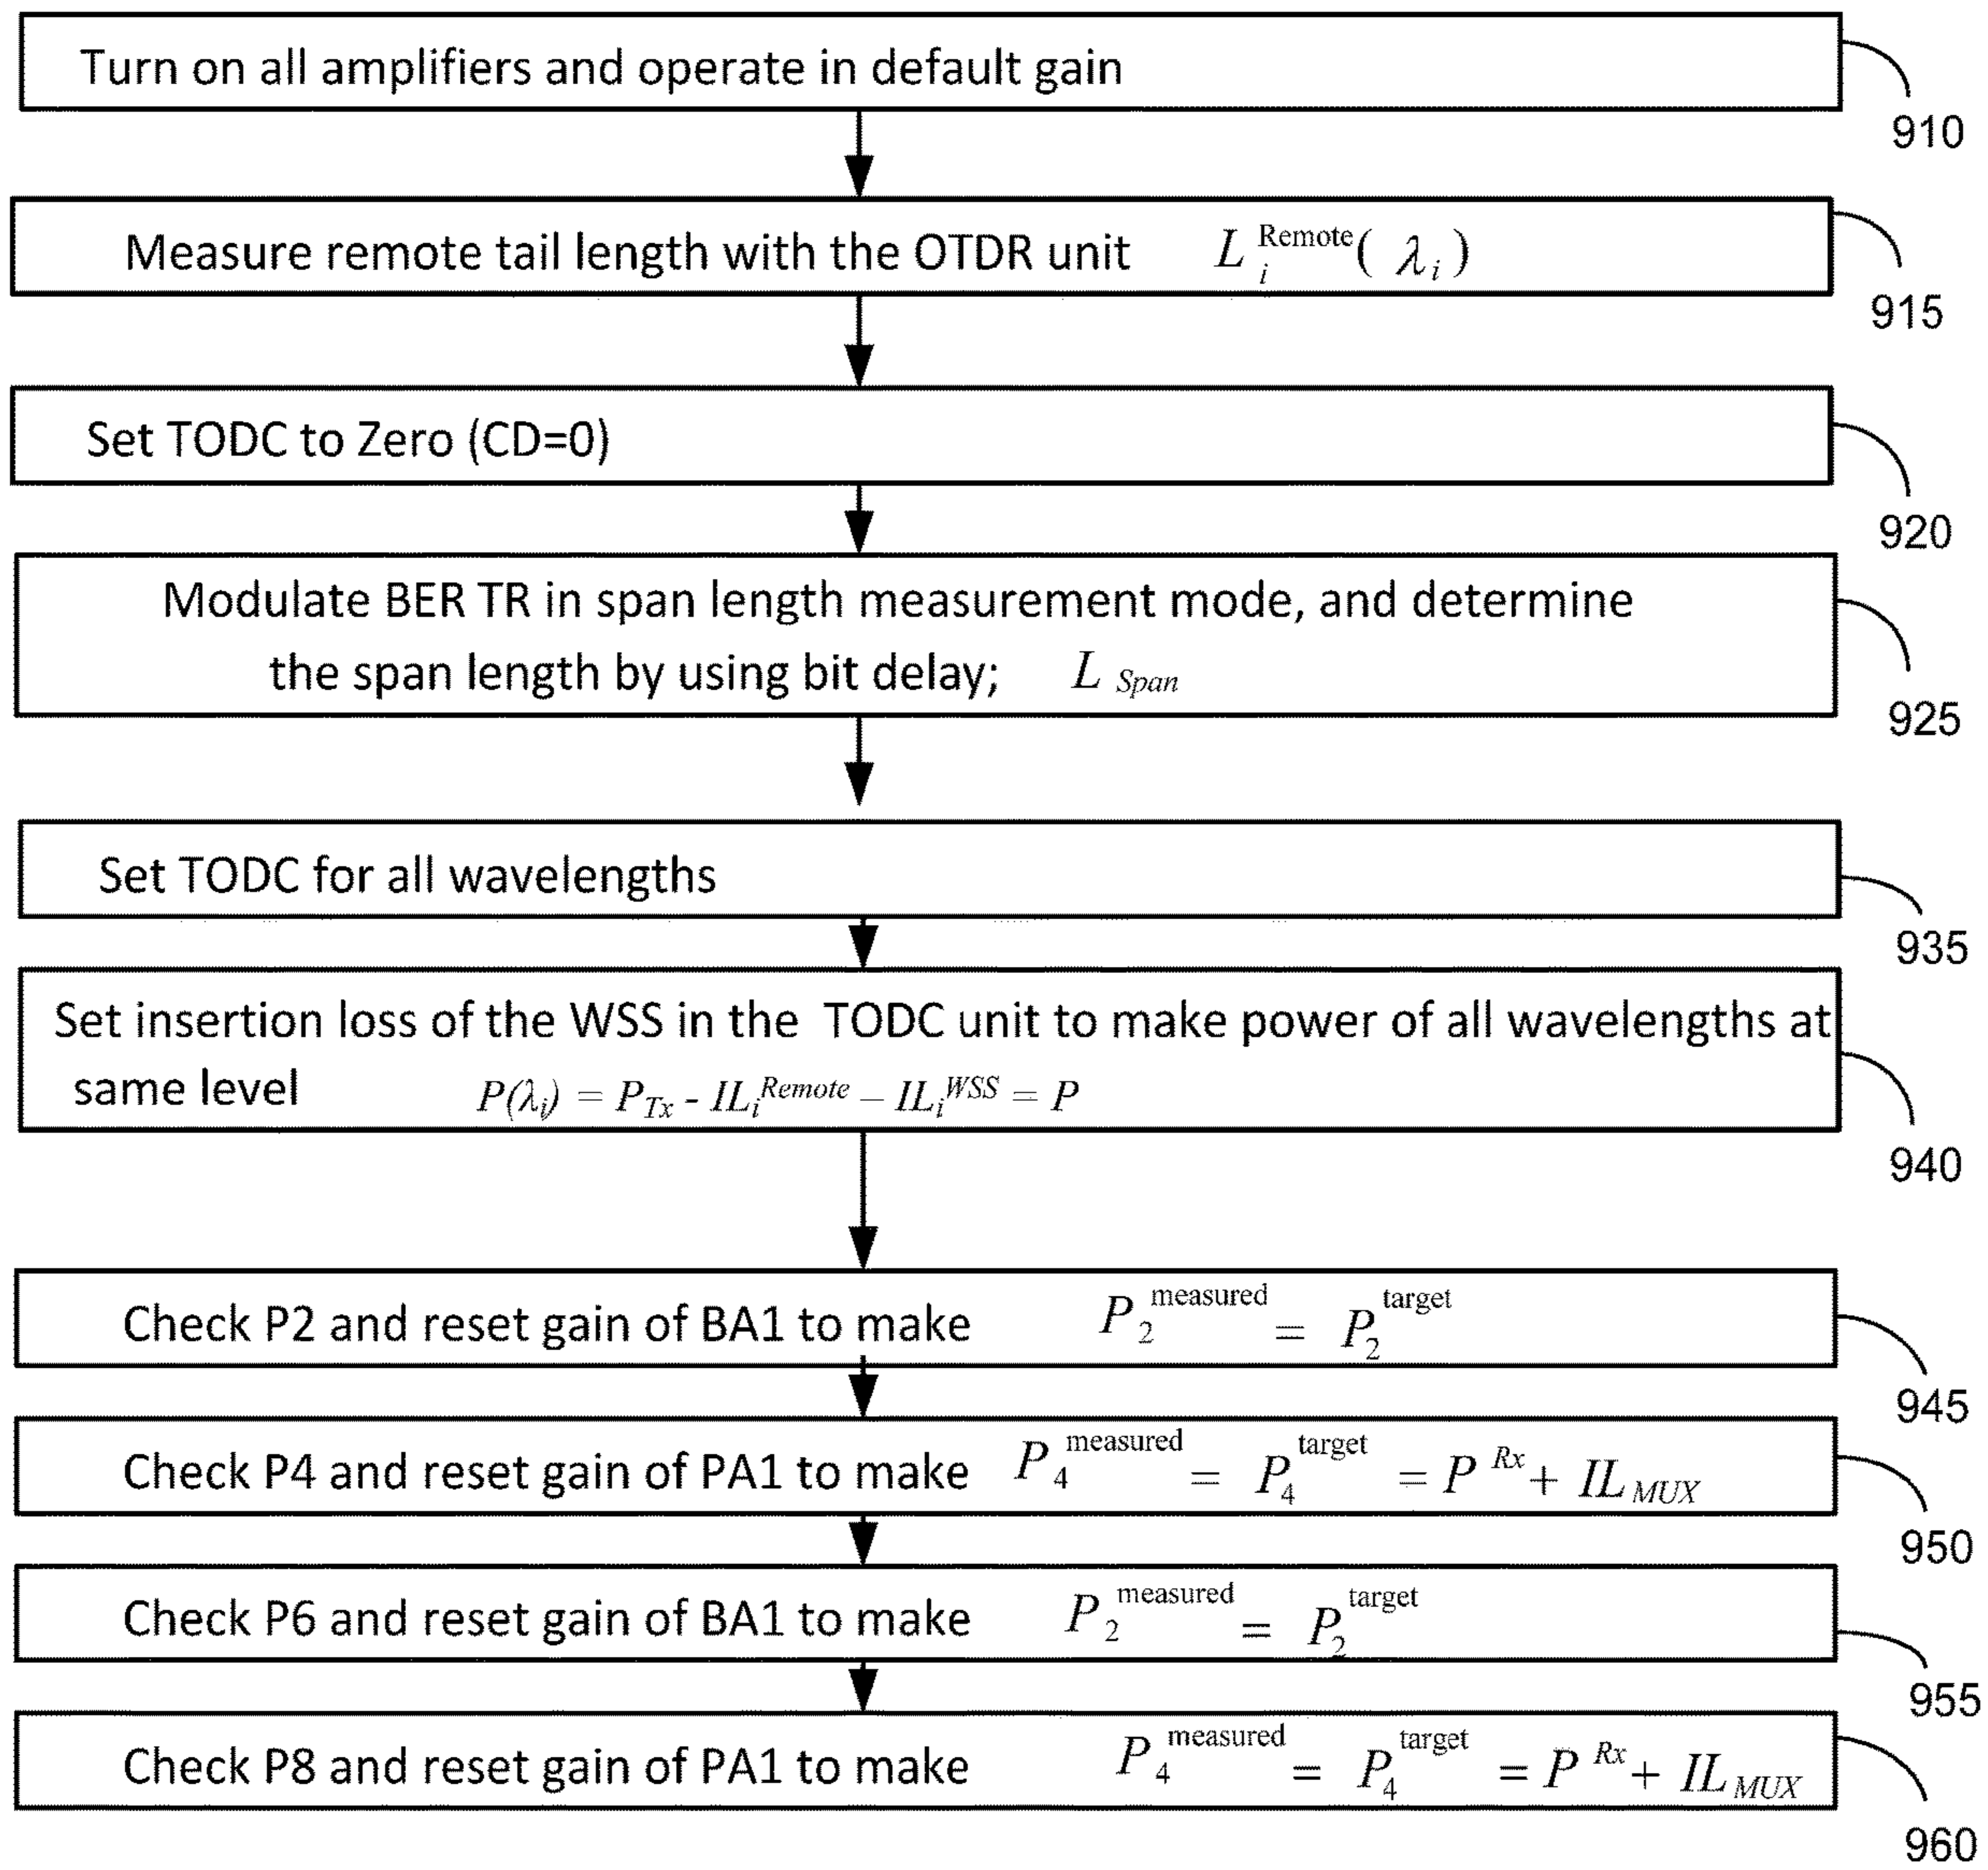 Turn on all amplifiers and operate in default gain
910
Measure remote tail length with the OTDR unit L_i^Remote( λ_i )
915
Set TODC to Zero (CD=0)
920
Modulate BER TR in span length measurement mode, and determine
the span length by using bit delay; L_Span
925
Set TODC for all wavelengths
935
Set insertion loss of the WSS in the TODC unit to make power of all wavelengths at
same level P(λ_i) = P_Tx - IL_i^Remote – IL_i^WSS = P
940
Check P2 and reset gain of BA1 to make P_2^measured = P_2^target
945
Check P4 and reset gain of PA1 to make P_4^measured = P_4^target = P^Rx + IL_MUX
950
Check P6 and reset gain of BA1 to make P_2^measured = P_2^target
955
Check P8 and reset gain of PA1 to make P_4^measured = P_4^target = P^Rx + IL_MUX
960